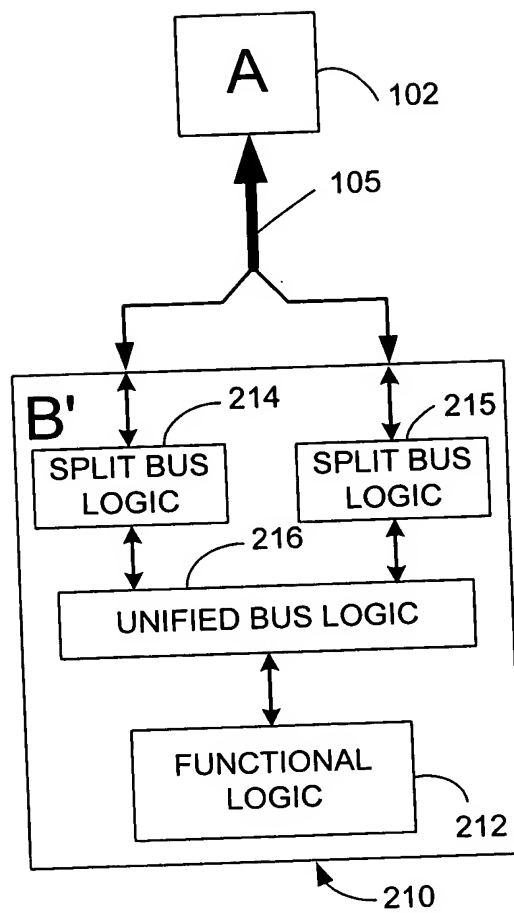 A
102
105
B'
214
215
SPLIT BUS
LOGIC
SPLIT BUS
LOGIC
216
UNIFIED BUS LOGIC
FUNCTIONAL
LOGIC
212
210